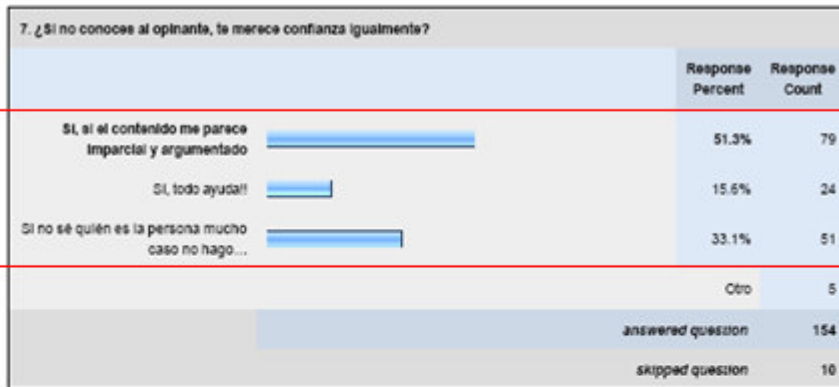 7. ¿Si no conoces al opinante, te merece confianza igualmente?
Response Response
Percent Count
Si, si el contenido me parece
imparcial y argumentado
51.3% 79
Si, todo ayuda!!
15.6% 24
Si no sé quién es la persona mucho
caso no hago...
33.1% 51
Otro 5
answered question 154
skipped question 10